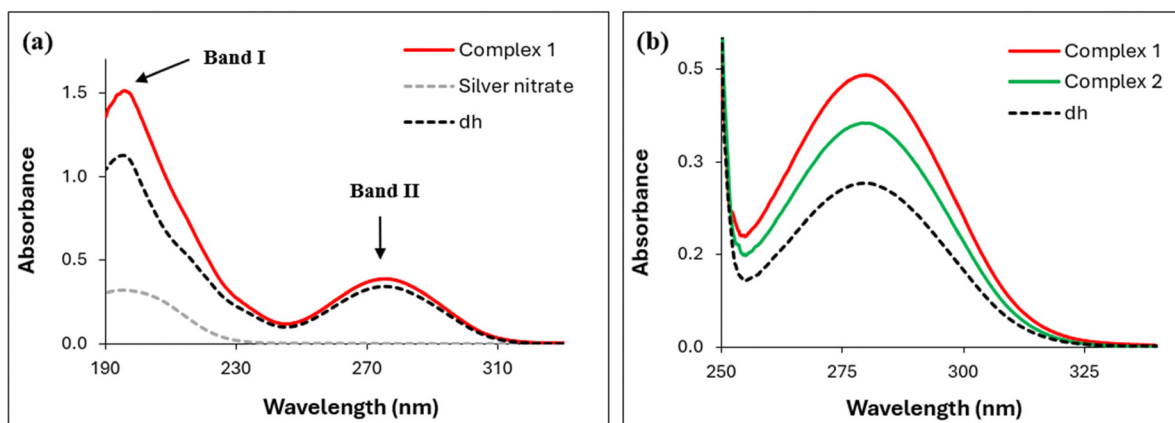 (a)
Band I
Complex 1
Silver nitrate
dh
Band II
Absorbance
1.5
1.0
0.5
0.0
190
230
270
310
Wavelength (nm)
(b)
Complex 1
Complex 2
dh
Absorbance
0.5
0.3
0.2
0.0
250
275
300
325
Wavelength (nm)